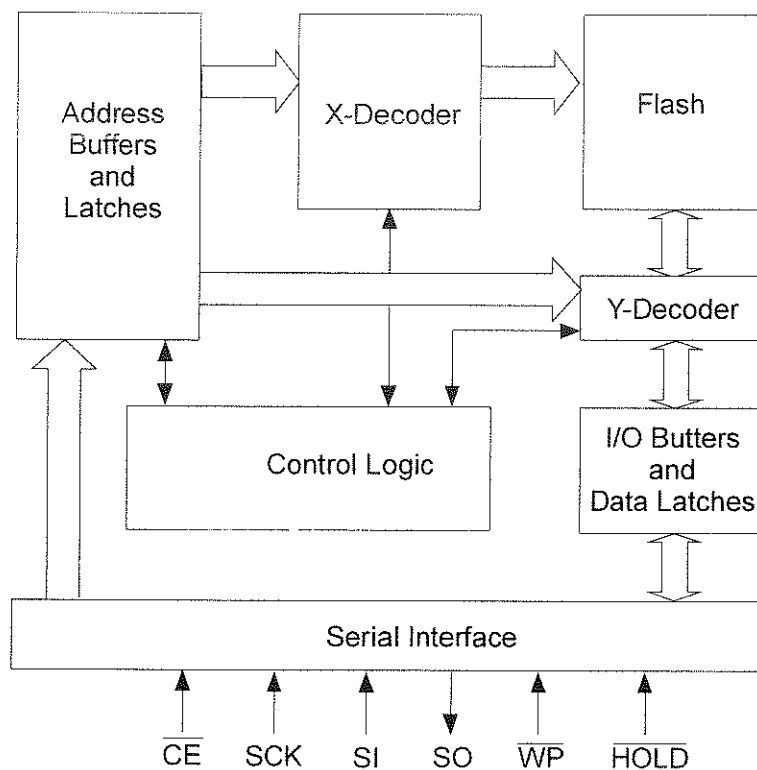 Address
Buffers
and
Latches
X-Decoder
Flash
Y-Decoder
Control Logic
I/O Butters
and
Data Latches
Serial Interface
CE SCK SI SO WP HOLD